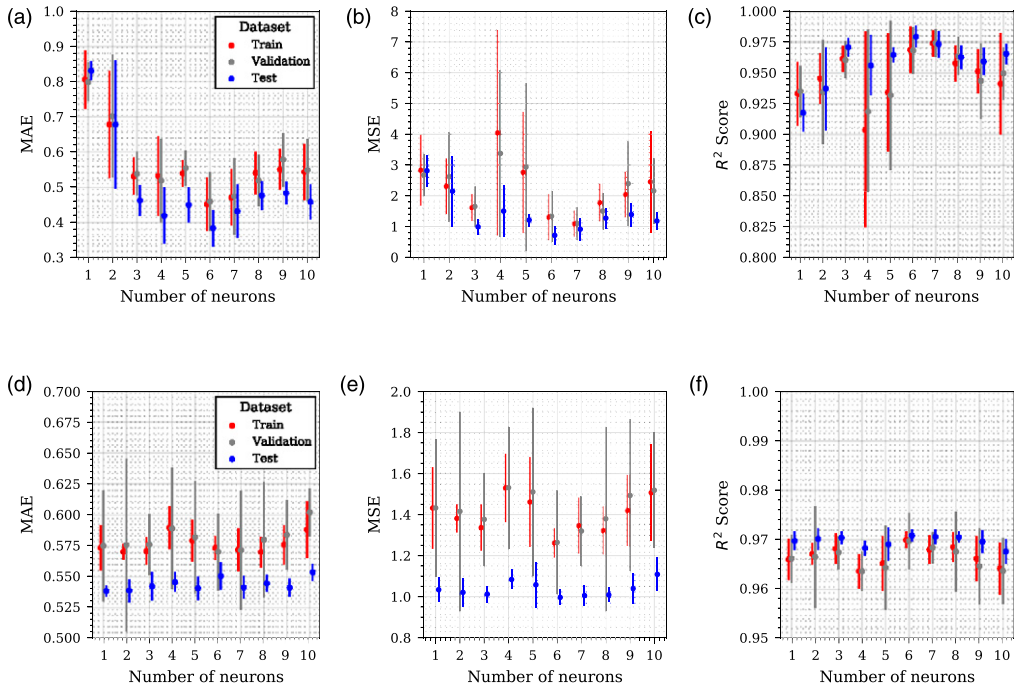 (a)
1.0
0.9
0.8
0.7
0.6
0.5
0.4
0.3
MAE
Dataset
Train
Validation
Test
1 2 3 4 5 6 7 8 9 10
Number of neurons
(b)
8
7
6
5
4
3
2
1
0
MSE
1 2 3 4 5 6 7 8 9 10
Number of neurons
(c)
1.000
0.975
0.950
0.925
0.900
0.875
0.850
0.825
0.800
R² Score
1 2 3 4 5 6 7 8 9 10
Number of neurons
(d)
0.700
0.675
0.650
0.625
0.600
0.575
0.550
0.525
0.500
MAE
Dataset
Train
Validation
Test
1 2 3 4 5 6 7 8 9 10
Number of neurons
(e)
2.0
1.8
1.6
1.4
1.2
1.0
0.8
MSE
1 2 3 4 5 6 7 8 9 10
Number of neurons
(f)
1.00
0.99
0.98
0.97
0.96
0.95
R² Score
1 2 3 4 5 6 7 8 9 10
Number of neurons